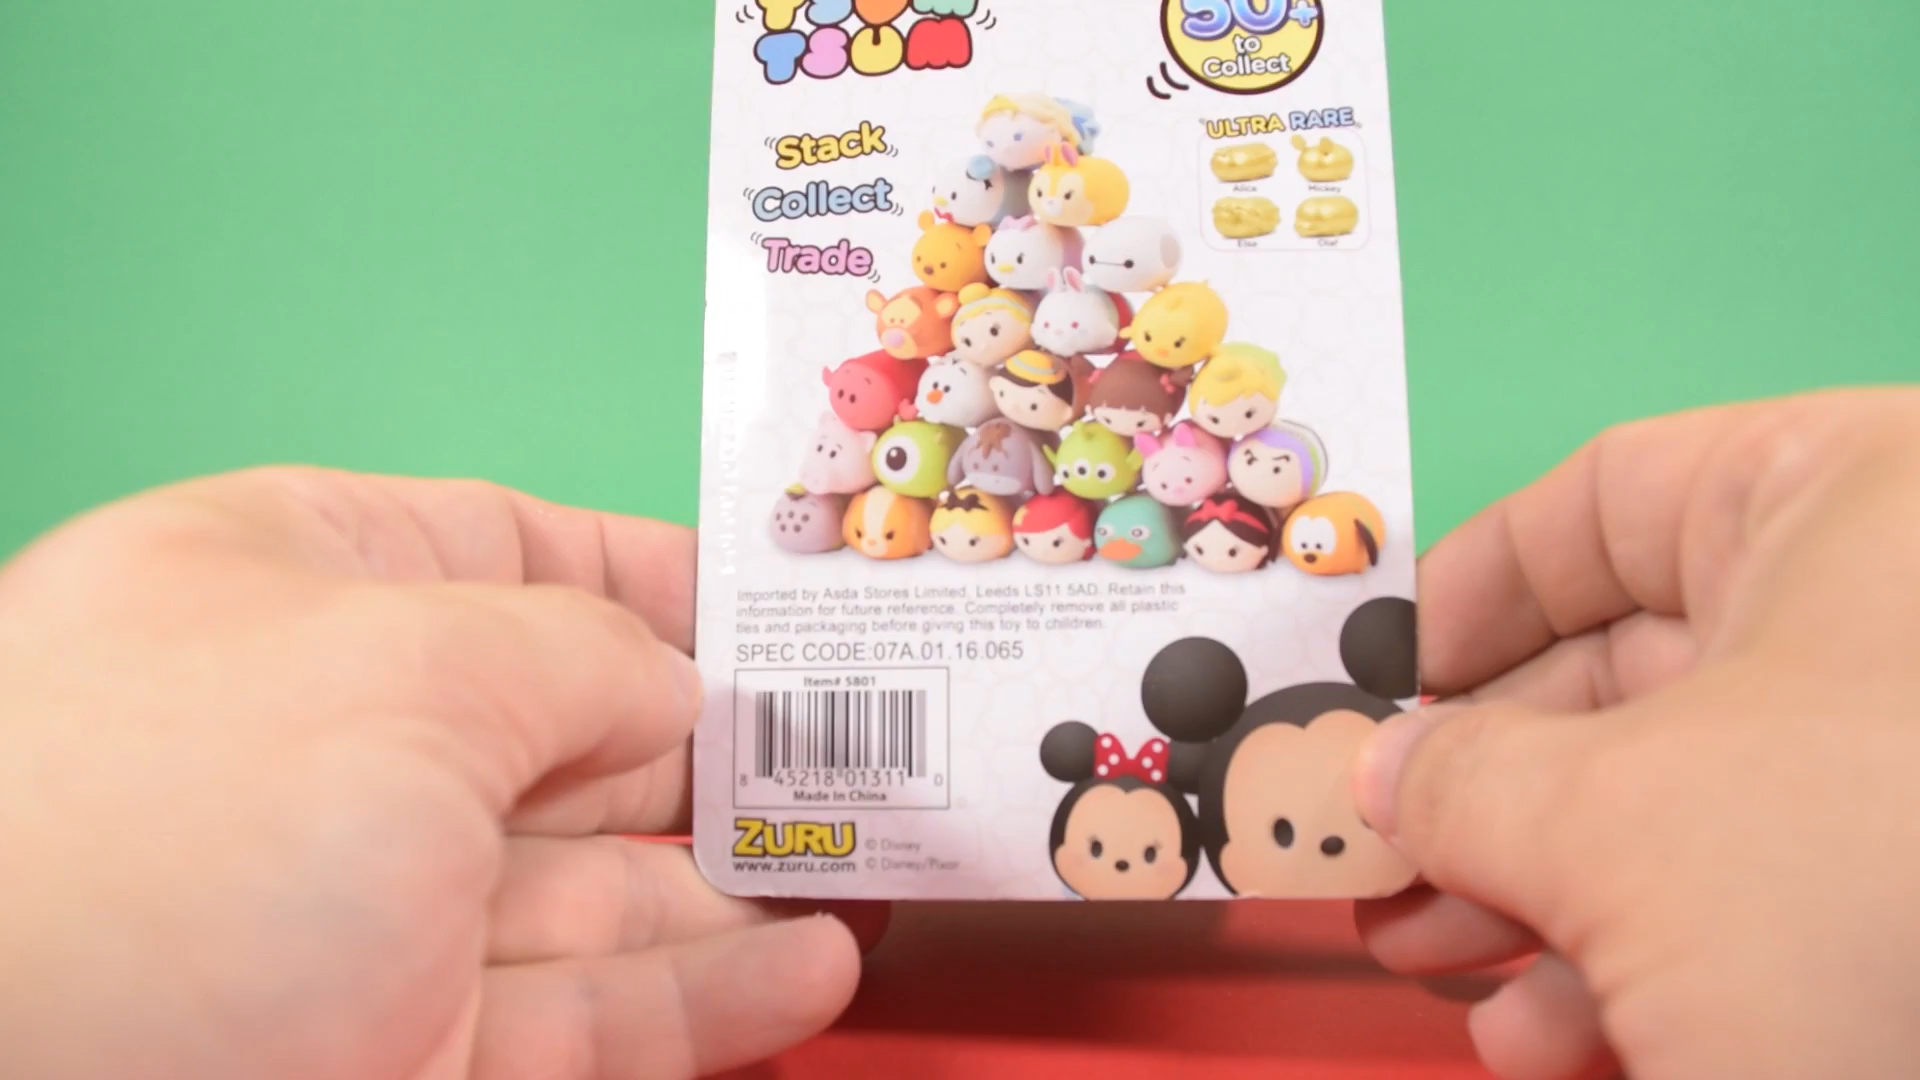 TSUM
TSUM
50+
to
Collect
"Stack"
"Collect"
"Trade"
"ULTRA RARE"
Alice Mickey
Elsa Olaf
Imported by Asda Stores Limited, Leeds LS11 5AD. Retain this
information for future reference. Completely remove all plastic
ties and packaging before giving this toy to children.
SPEC CODE:07A.01.16.065
Item# 5801
8 45218 01311 0
Made In China
ZURU © Disney
www.zuru.com © Disney/Pixar